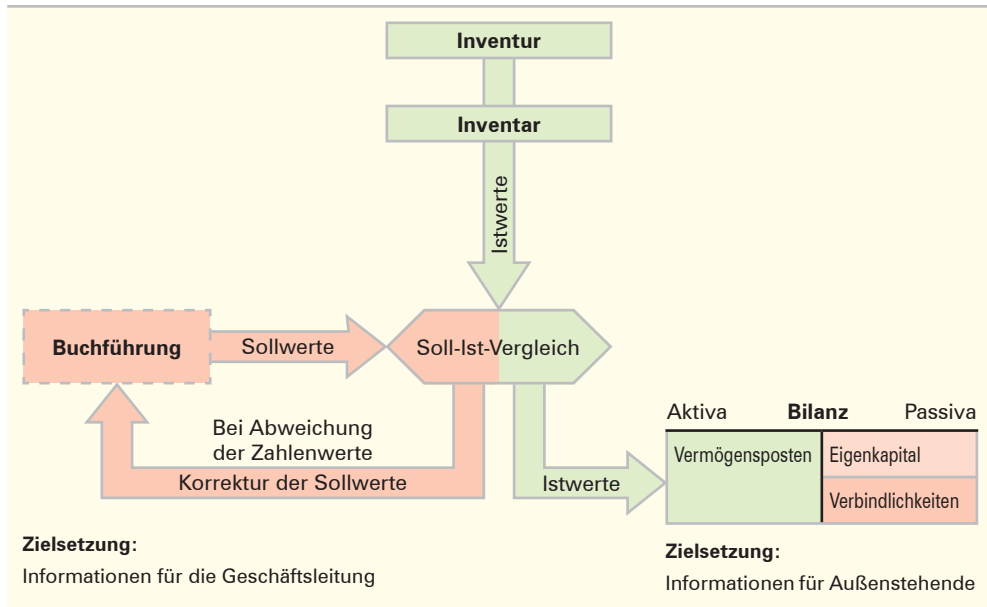 Inventur
Inventar
Istwerte
Buchführung
Sollwerte
Soll-Ist-Vergleich
Bei Abweichung
der Zahlenwerte
Korrektur der Sollwerte
Istwerte
Aktiva Bilanz Passiva
Vermögensposten Eigenkapital
Verbindlichkeiten
Zielsetzung:
Informationen für die Geschäftsleitung
Zielsetzung:
Informationen für Außenstehende